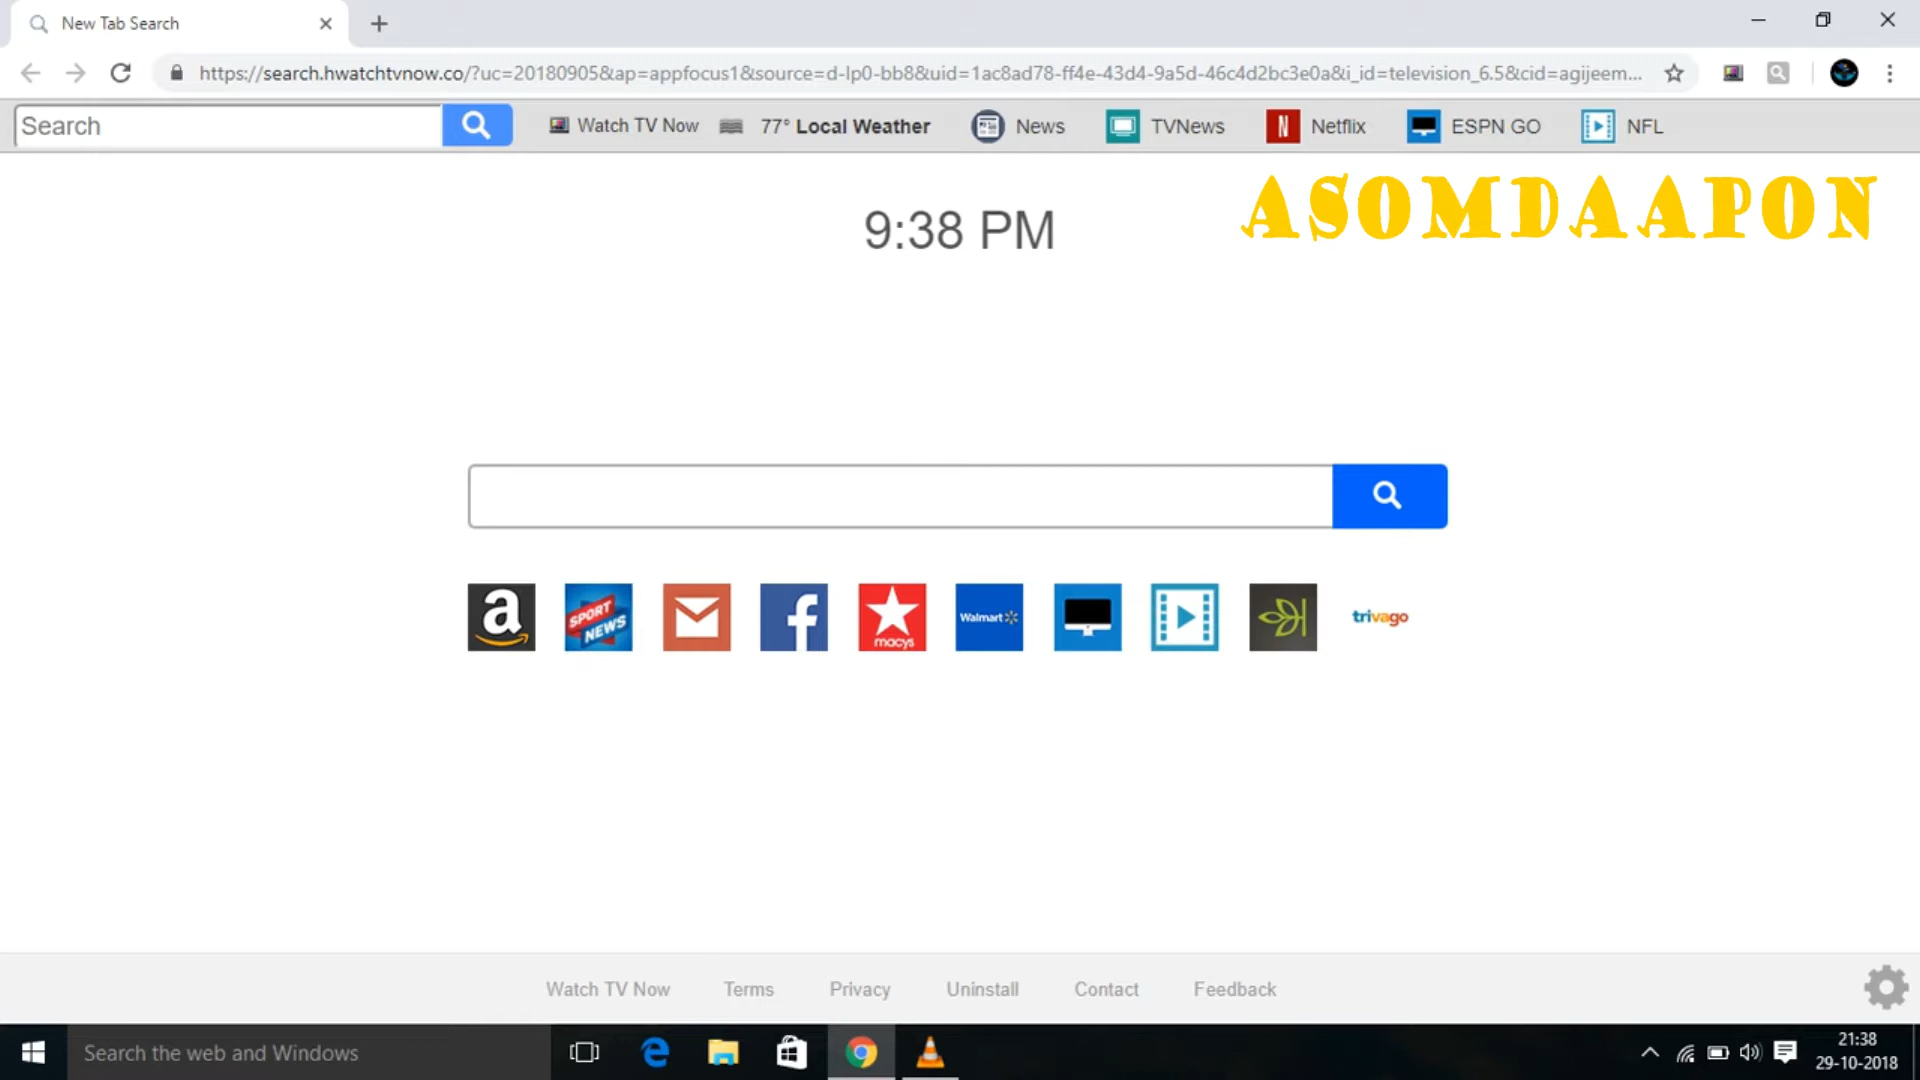 New Tab Search
https://search.hwatchtvnow.co/?uc=20180905&ap=appfocus1&source=d-lp0-bb8&uid=1ac8ad78-ff4e-43d4-9a5d-46c4d2bc3e0a&i_id=television_6.5&cid=agijeem...
Search
Watch TV Now
77° Local Weather
News
TVNews
Netflix
ESPN GO
NFL
ASOMDAAPON
9:38 PM
SPORT NEWS
macys
Walmart
trivago
Watch TV Now
Terms
Privacy
Uninstall
Contact
Feedback
Search the web and Windows
21:38
29-10-2018